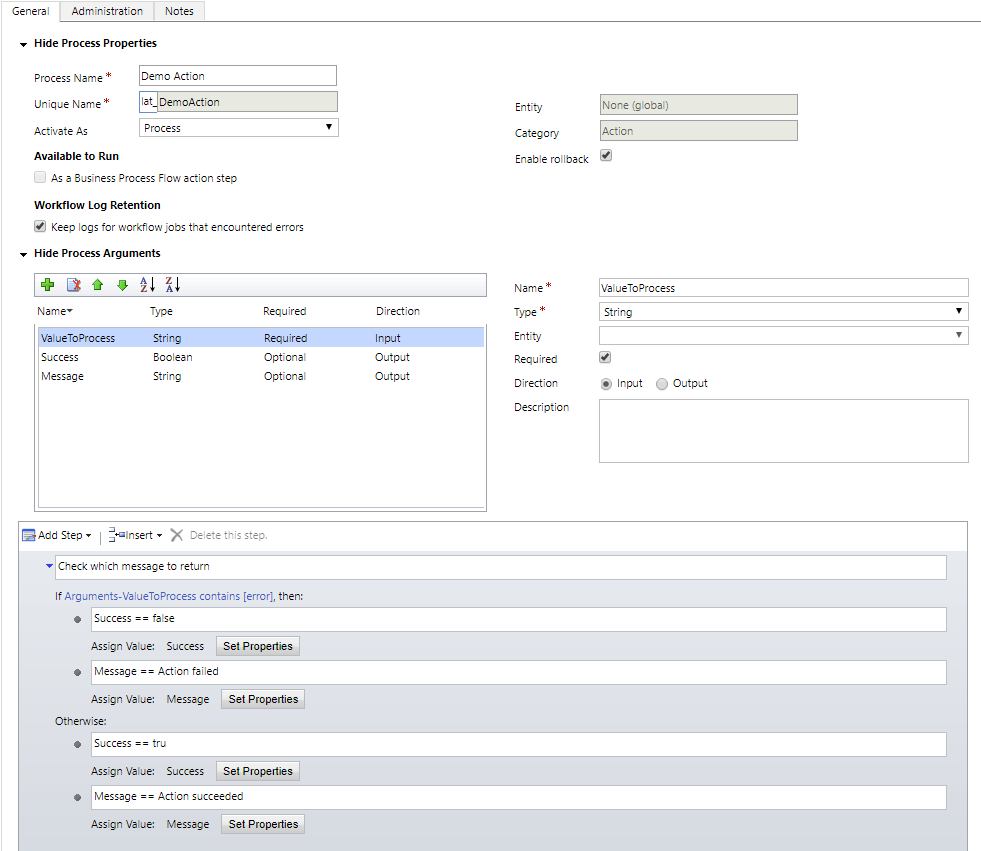 General Administration Notes
Hide Process Properties
Process Name * Demo Action
Unique Name * lat_ DemoAction
Activate As Process
Entity None (global)
Category Action
Enable rollback
Available to Run
As a Business Process Flow action step
Workflow Log Retention
Keep logs for workflow jobs that encountered errors
Hide Process Arguments
Name Type Required Direction
ValueToProcess String Required Input
Success Boolean Optional Output
Message String Optional Output
Name * ValueToProcess
Type * String
Entity
Required
Direction Input Output
Description
Add Step Insert Delete this step.
Check which message to return
If Arguments-ValueToProcess contains [error], then:
Success == false
Assign Value: Success Set Properties
Message == Action failed
Assign Value: Message Set Properties
Otherwise:
Success == tru
Assign Value: Success Set Properties
Message == Action succeeded
Assign Value: Message Set Properties